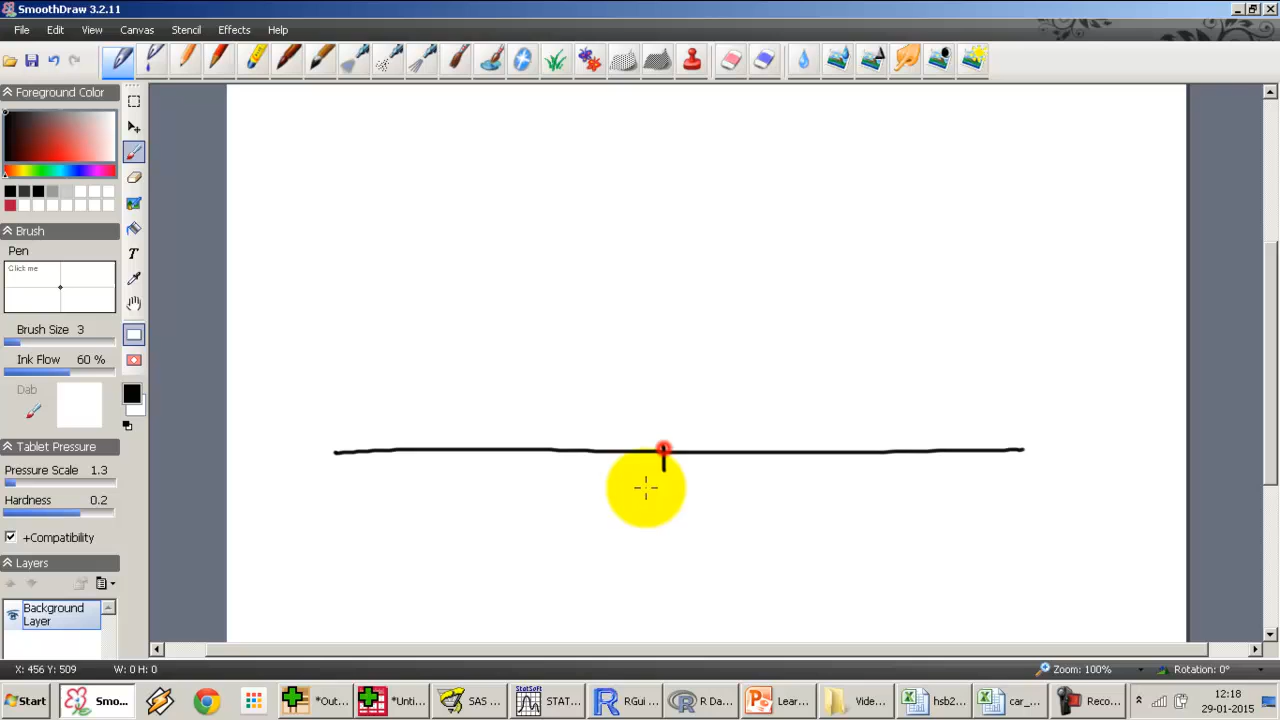 SmoothDraw 3.2.11
File Edit View Canvas Stencil Effects Help
Foreground Color
Brush
Pen
Click me
Brush Size 3
Ink Flow 60 %
Dab
Tablet Pressure
Pressure Scale 1.3
Hardness 0.2
+Compatibility
Layers
Background
Layer
T
X: 456 Y: 509
W: 0 H: 0
Zoom: 100%
Rotation: 0°
Start
Smo...
*Out...
*Unti...
SAS ...
STAT...
RGui ...
R Da...
Lear...
Vide...
hsb2...
car_...
Reco...
12:18
29-01-2015